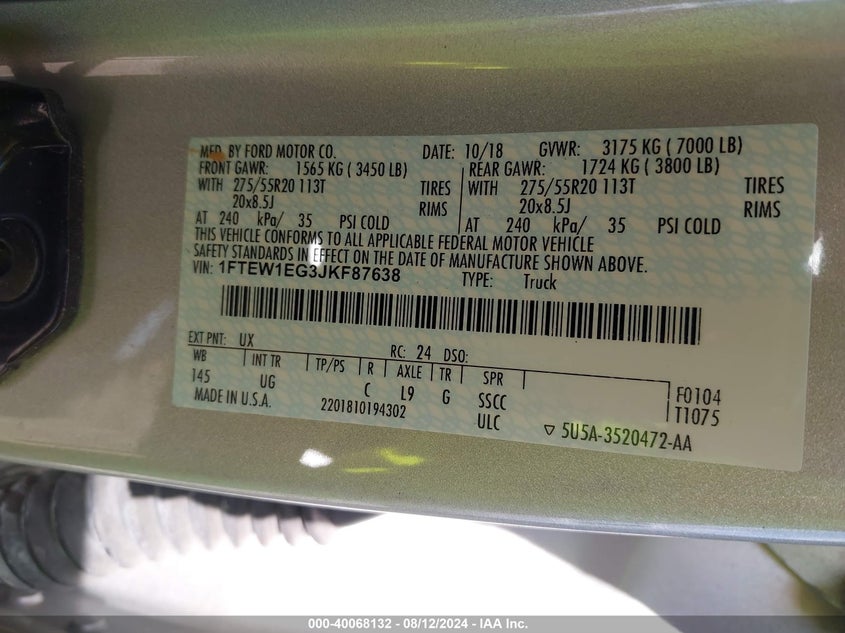 MFD. BY FORD MOTOR CO. DATE: 10/18 GVWR: 3175 KG ( 7000 LB)
FRONT GAWR: 1565 KG ( 3450 LB) REAR GAWR: 1724 KG ( 3800 LB)
WITH 275/55R20 113T TIRES WITH 275/55R20 113T TIRES
20x8.5J RIMS 20x8.5J RIMS
AT 240 kPa/ 35 PSI COLD AT 240 kPa/ 35 PSI COLD
THIS VEHICLE CONFORMS TO ALL APPLICABLE FEDERAL MOTOR VEHICLE
SAFETY STANDARDS IN EFFECT ON THE DATE OF MANUFACTURE SHOWN ABOVE.
VIN: 1FTEW1EG3JKF87638 TYPE: Truck
EXT PNT: UX RC: 24 DSO:
WB INT TR TP/PS R AXLE TR SPR
145 UG C L9 G SSCC F0104
MADE IN U.S.A. 2201810194302 ULC T1075
▽ 5U5A-3520472-AA
000-40068132 - 08/12/2024 - IAA Inc.